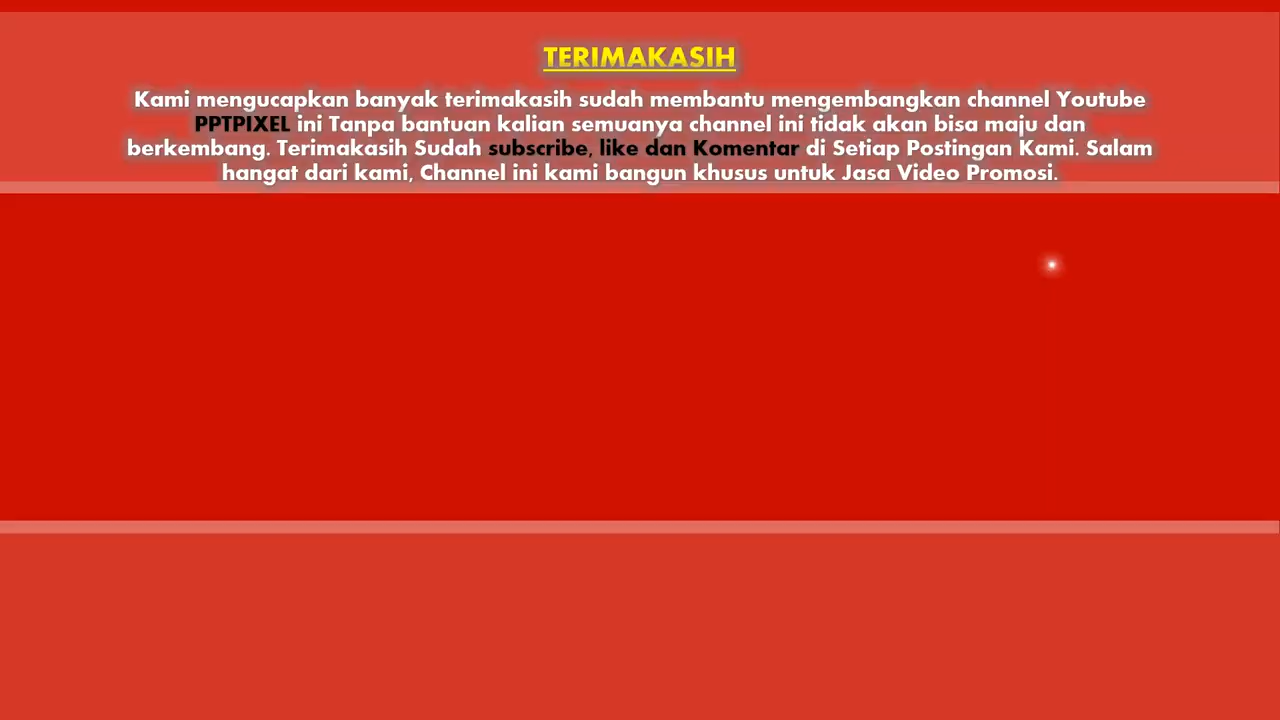 TERIMAKASIH
Kami mengucapkan banyak terimakasih sudah membantu mengembangkan channel Youtube
PPTPIXEL ini Tanpa bantuan kalian semuanya channel ini tidak akan bisa maju dan
berkembang. Terimakasih Sudah subscribe, like dan Komentar di Setiap Postingan Kami. Salam
hangat dari kami, Channel ini kami bangun khusus untuk Jasa Video Promosi.